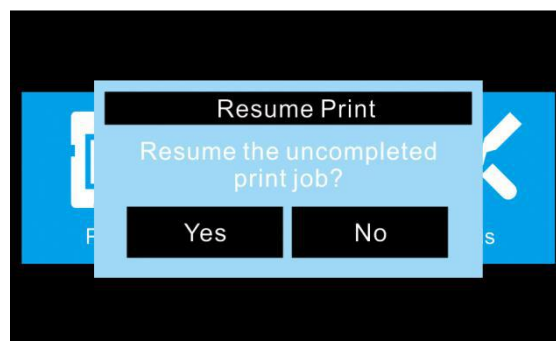 Resume Print
Resume the uncompleted
print job?
Yes
No